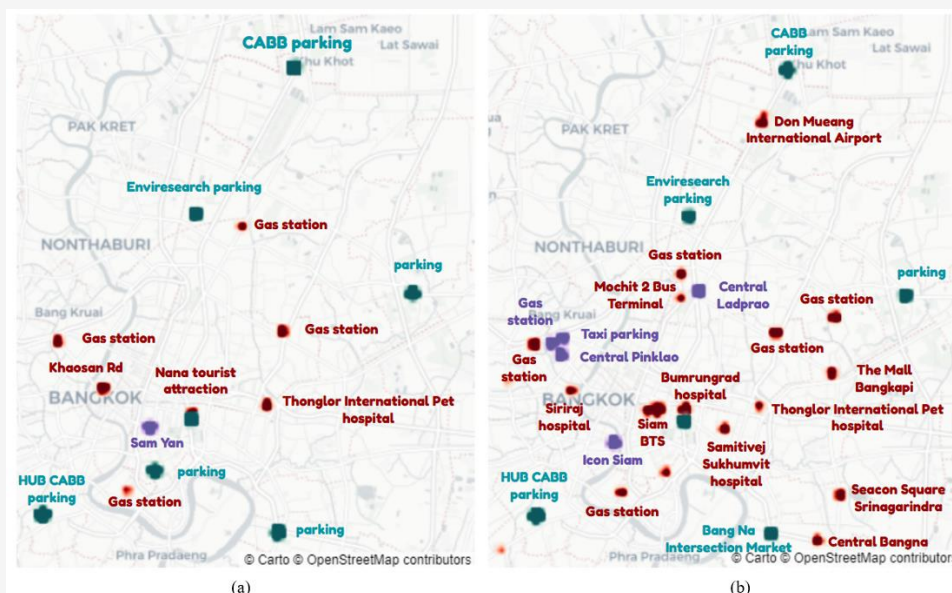 CABB parking
Lam Sam Kaeo
Lat Sawai
Khu Khot
PAK KRET
Enviresearch parking
Gas station
NONTHABURI
parking
Bang Kruai
Gas station
Gas station
Khaosan Rd
Nana tourist
attraction
BANGKOK
Thonglor International Pet
hospital
Sam Yan
parking
HUB CABB
parking
Gas station
parking
Phra Pradaeng
© Carto © OpenStreetMap contributors
(a)
CABB
parking
Lam Sam Kaeo
Lat Sawai
Khu Khot
Don Mueang
International Airport
PAK KRET
Enviresearch
parking
NONTHABURI
Gas station
parking
Mochit 2 Bus
Terminal
Central
Ladprao
Gas station
Bang Kruai
Gas
station
Taxi parking
Gas station
Central Pinklao
Gas
station
The Mall
Bangkapi
Bumrungrad
hospital
BANGKOK
Siriraj
hospital
Siam
BTS
Thonglor International Pet
hospital
Samitivej
Sukhumvit
hospital
Icon Siam
HUB CABB
parking
Gas station
Seacon Square
Srinagarindra
Bang Na
Intersection Market
Central Bangna
Phra Pradaeng
© Carto © OpenStreetMap contributors
(b)